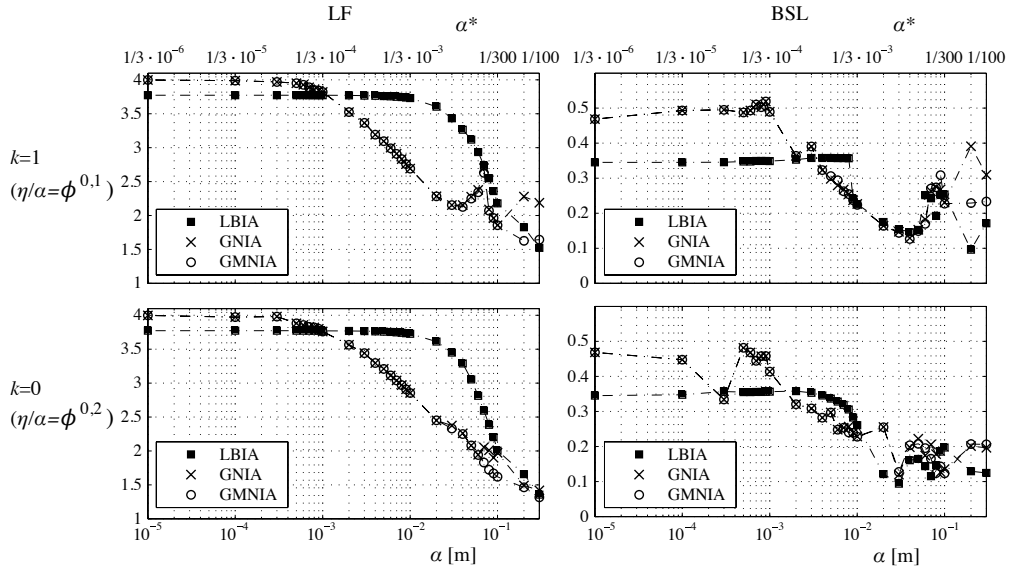 LF
α*
1/3 · 10^-6 1/3 · 10^-5 1/3 · 10^-4 1/3 · 10^-3 1/300 1/100
BSL
α*
1/3 · 10^-6 1/3 · 10^-5 1/3 · 10^-4 1/3 · 10^-3 1/300 1/100
k=1
(η/α=ϕ^0,1)
4
3.5
3
2.5
2
1.5
1
LBIA
GNIA
GMNIA
0.5
0.4
0.3
0.2
0.1
0
LBIA
GNIA
GMNIA
k=0
(η/α=ϕ^0,2)
4
3.5
3
2.5
2
1.5
1
LBIA
GNIA
GMNIA
10^-5 10^-4 10^-3 10^-2 10^-1
α [m]
0.5
0.4
0.3
0.2
0.1
0
LBIA
GNIA
GMNIA
10^-5 10^-4 10^-3 10^-2 10^-1
α [m]